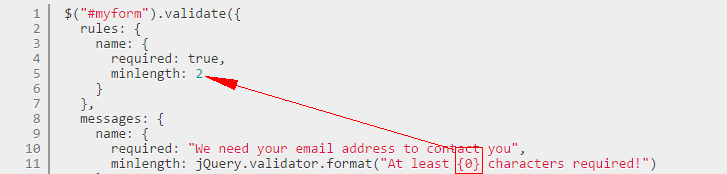 1 $("#myform").validate({
2   rules: {
3     name: {
4       required: true,
5       minlength: 2
6     }
7   },
8   messages: {
9     name: {
10       required: "We need your email address to contact you",
11       minlength: jQuery.validator.format("At least {0} characters required!")